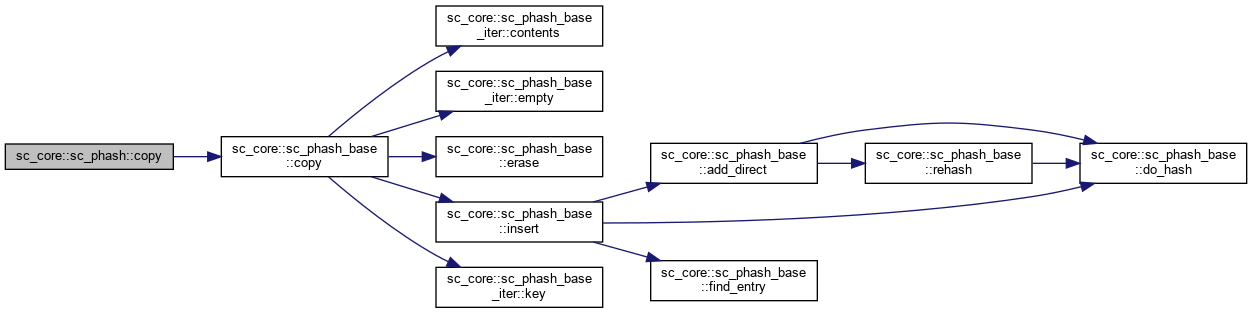 sc_core::sc_phash::copy
sc_core::sc_phash_base
::copy
sc_core::sc_phash_base
_iter::contents
sc_core::sc_phash_base
_iter::empty
sc_core::sc_phash_base
::erase
sc_core::sc_phash_base
::insert
sc_core::sc_phash_base
_iter::key
sc_core::sc_phash_base
::add_direct
sc_core::sc_phash_base
::find_entry
sc_core::sc_phash_base
::rehash
sc_core::sc_phash_base
::do_hash